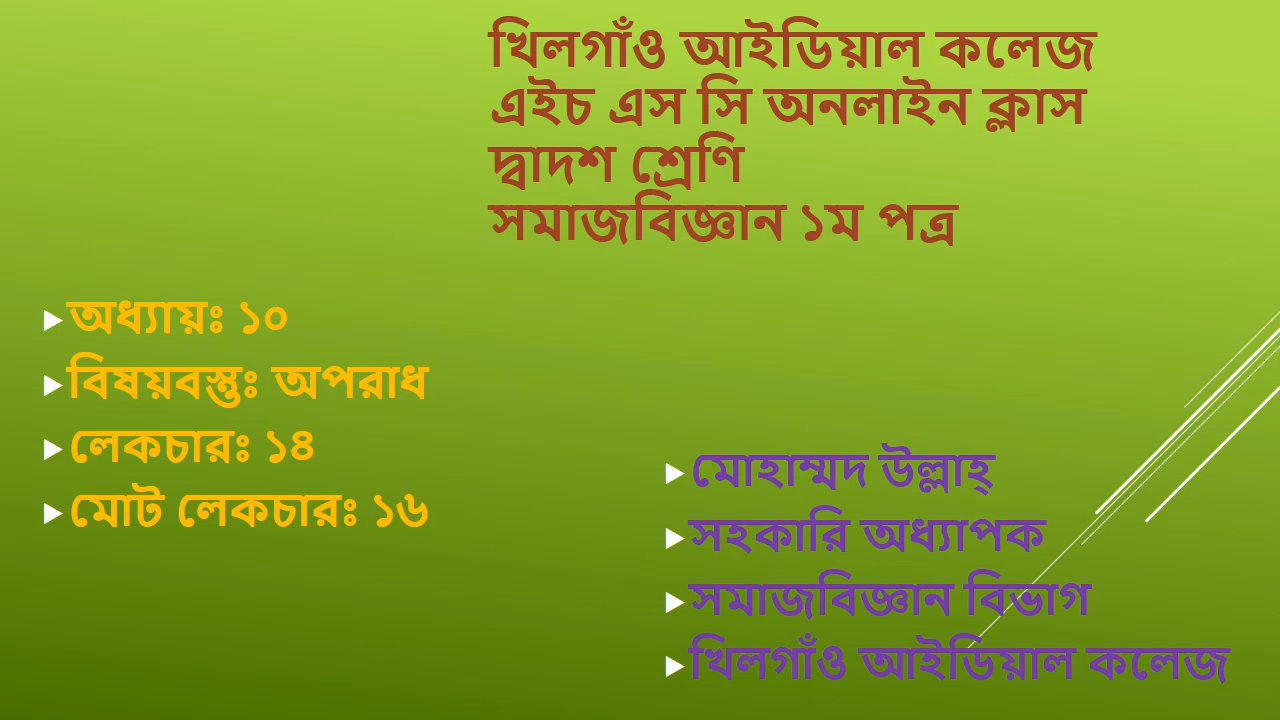 খিলগাঁও আইডিয়াল কলেজ
এইচ এস সি অনলাইন ক্লাস
দ্বাদশ শ্রেণি
সমাজবিজ্ঞান ১ম পত্র
অধ্যায়ঃ ১০
বিষয়বস্তুঃ অপরাধ
লেকচারঃ ১৪
মোট লেকচারঃ ১৬
মোহাম্মদ উল্লাহ্
সহকারি অধ্যাপক
সমাজবিজ্ঞান বিভাগ
খিলগাঁও আইডিয়াল কলেজ